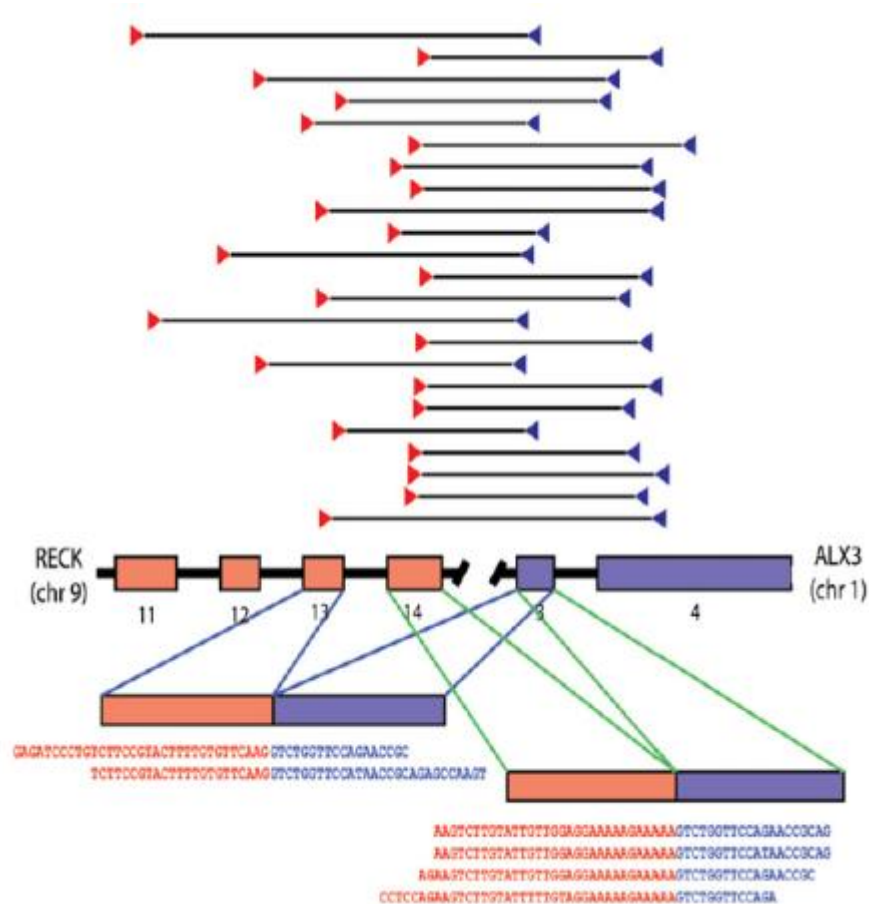 RECK
(chr 9)
ALX3
(chr 1)
11
12
13
14
3
4
GAGATCCCTGTCTTCCGTACTTTTGTGTTCAAGGTCTGGTTCCAGAACCGC
TCTTCCGTACTTTTGTGTTCAAGGTCTGGTTCCATAACCGCAGAGCCAAGT
AAGTCTTGTATTGTTGGAGGAAAAAGAAAAAGTCTGGTTCCAGAACCGCAG
AAGTCTTGTATTGTTGGAGGAAAAAGAAAAAGTCTGGTTCCATAACCGCAG
AGAAGTCTTGTATTGTTGGAGGAAAAAGAAAAAGTCTGGTTCCAGAACCGC
CCTCCAGAAGTCTTGTATTTTTGTAGGAAAAAGAAAAAGTCTGGTTCCAGA